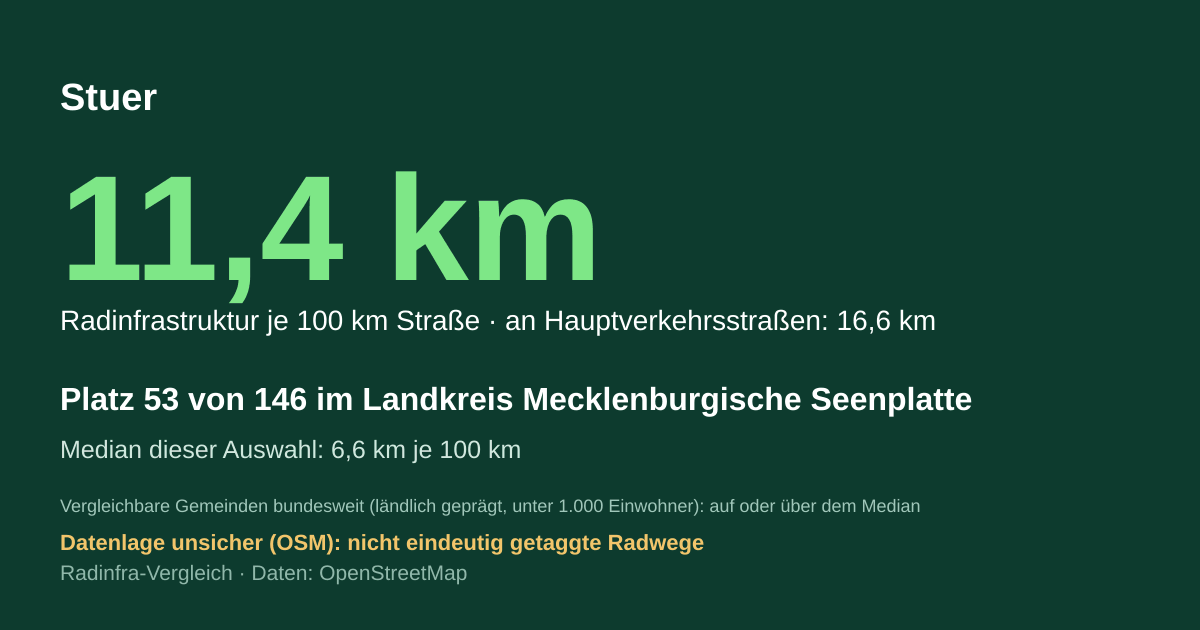 Stuer
11,4 km
Radinfrastruktur je 100 km Straße · an Hauptverkehrsstraßen: 16,6 km
Platz 53 von 146 im Landkreis Mecklenburgische Seenplatte
Median dieser Auswahl: 6,6 km je 100 km
Vergleichbare Gemeinden bundesweit (ländlich geprägt, unter 1.000 Einwohner): auf oder über dem Median
Datenlage unsicher (OSM): nicht eindeutig getaggte Radwege
Radinfra-Vergleich · Daten: OpenStreetMap